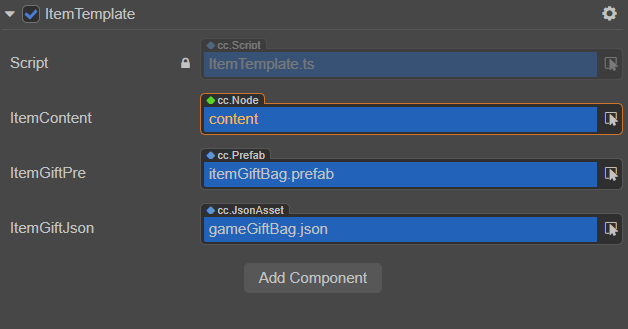 ItemTemplate
cc.Script
Script ItemTemplate.ts
cc.Node
ItemContent content
cc.Prefab
ItemGiftPre itemGiftBag.prefab
cc.JsonAsset
ItemGiftJson gameGiftBag.json
Add Component